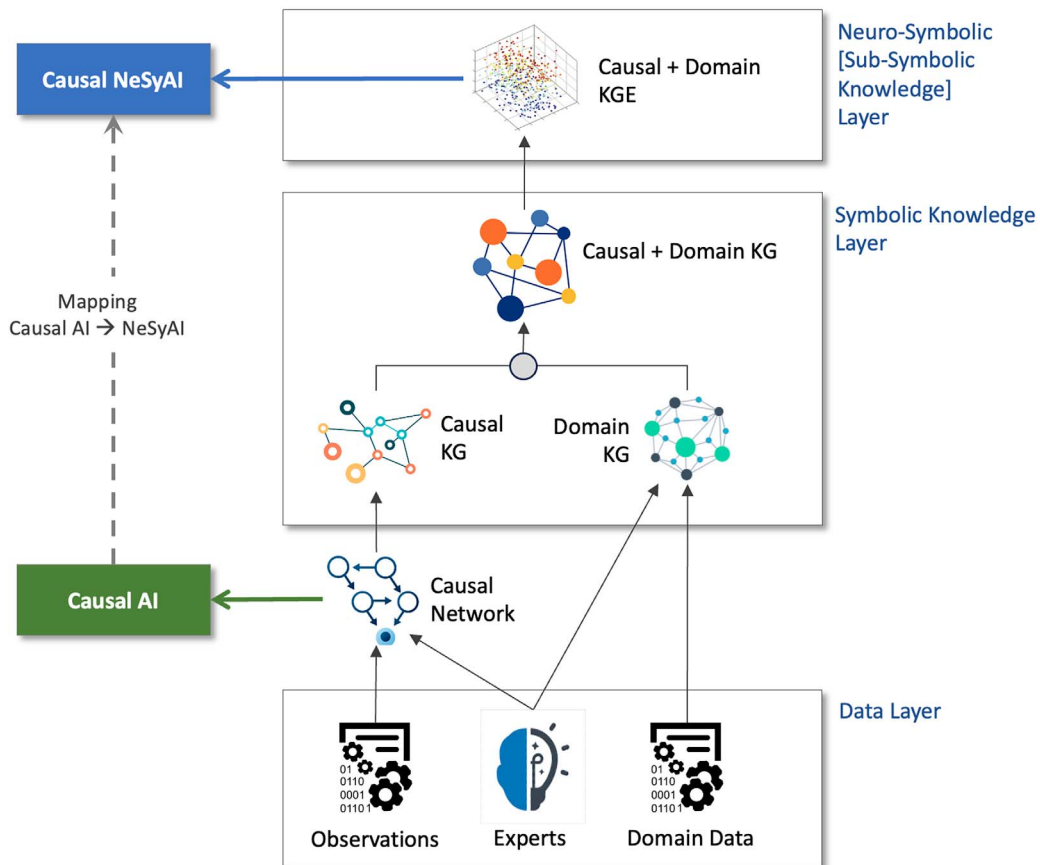 Causal NeSyAI
Causal + Domain
KGE
Neuro-Symbolic
[Sub-Symbolic
Knowledge]
Layer
Symbolic Knowledge
Layer
Causal + Domain KG
Mapping
Causal AI → NeSyAI
Causal
KG
Domain
KG
Causal AI
Causal
Network
Data Layer
01
0110
0001
01101
Observations
Experts
01
0110
0001
01101
Domain Data